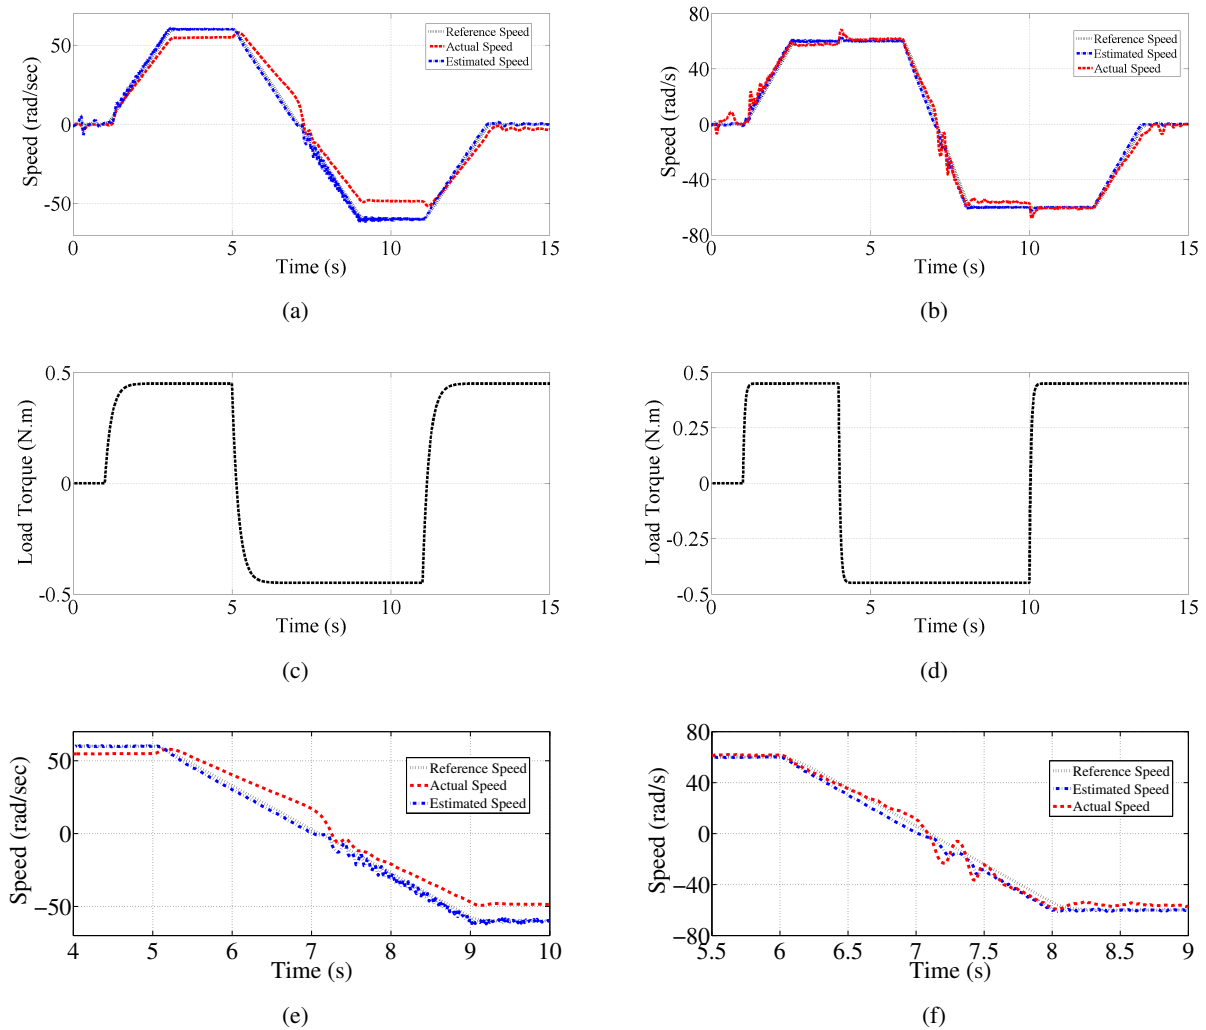 50
0
-50
0
5
10
15
Speed (rad/sec)
Time (s)
Reference Speed
Actual Speed
Estimated Speed
(a)
80
40
0
-40
-80
0
5
10
15
Speed (rad/s)
Time (s)
Reference Speed
Estimated Speed
Actual Speed
(b)
0.5
0
-0.5
0
5
10
15
Load Torque (N.m)
Time (s)
(c)
0.5
0.25
0
-0.25
-0.5
0
5
10
15
Load Torque (N.m)
Time (s)
(d)
50
0
−50
4
5
6
7
8
9
10
Speed (rad/sec)
Time (s)
Reference Speed
Actual Speed
Estimated Speed
(e)
80
40
0
−40
−80
5.5
6
6.5
7
7.5
8
8.5
9
Speed (rad/s)
Time (s)
Reference Speed
Estimated Speed
Actual Speed
(f)